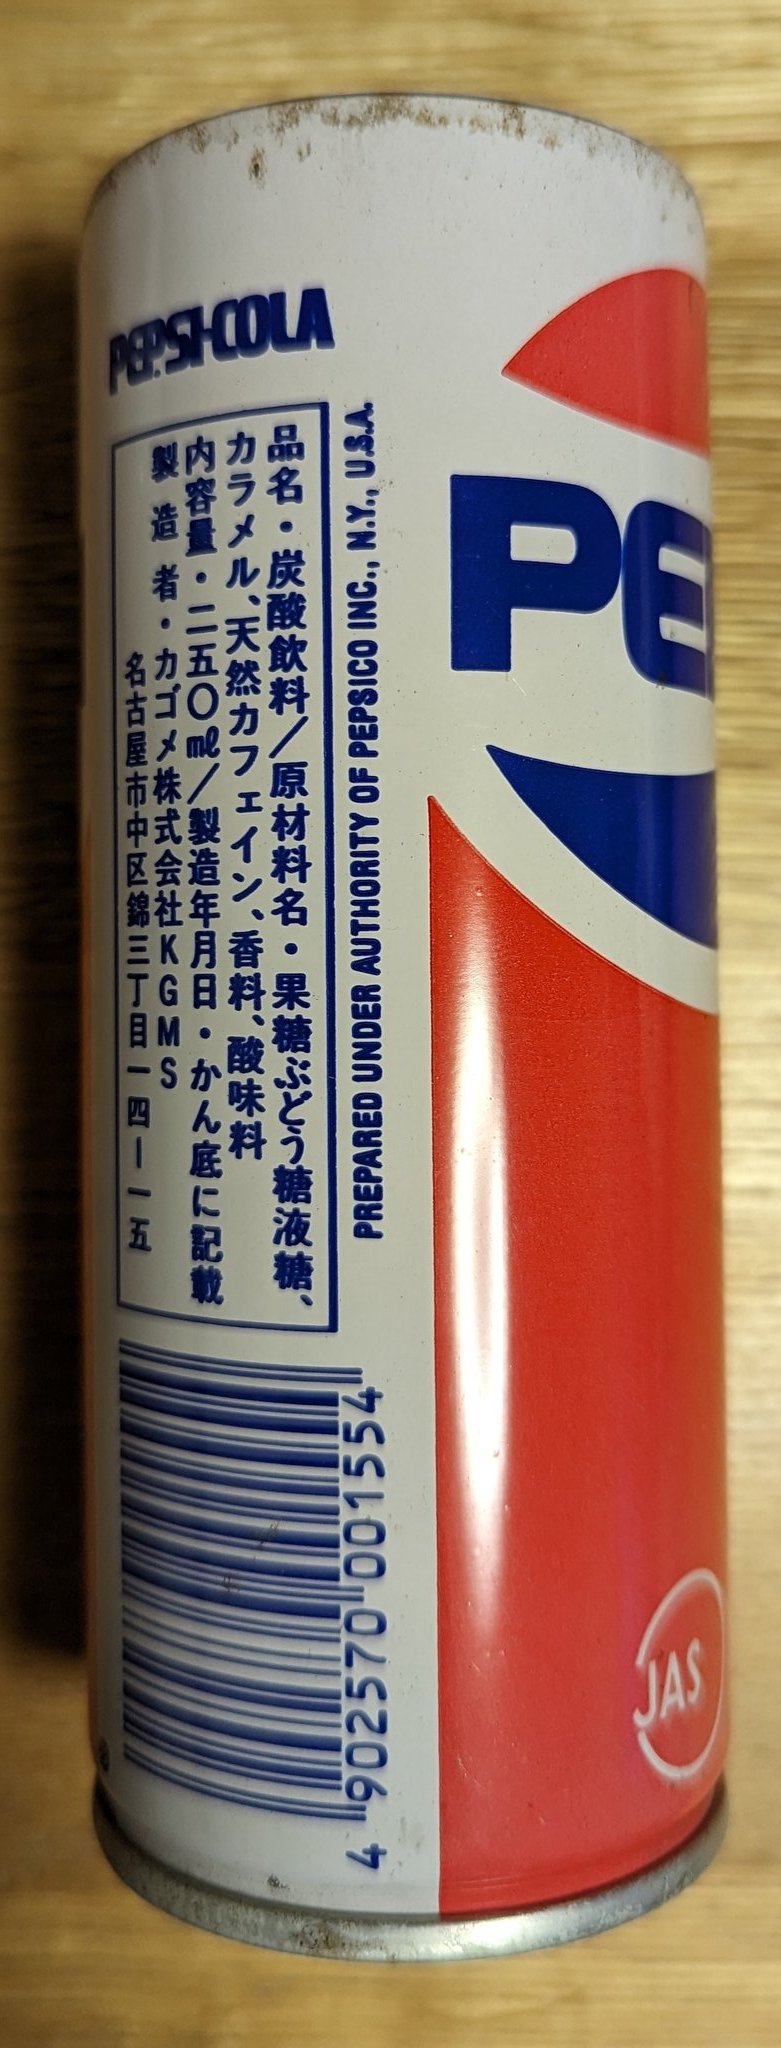 PEPSI-COLA
品名・炭酸飲料/原材料名・果糖ぶどう糖液糖、
カラメル、天然カフェイン、香料、酸味料
内容量・二五〇ml/製造年月日・かん底に記載
製造者・カゴメ株式会社KGMS
名古屋市中区錦三丁目一四ー一五
PREPARED UNDER AUTHORITY OF PEPSICO INC., N.Y., U.S.A.
4 902570 001554
PE
JAS